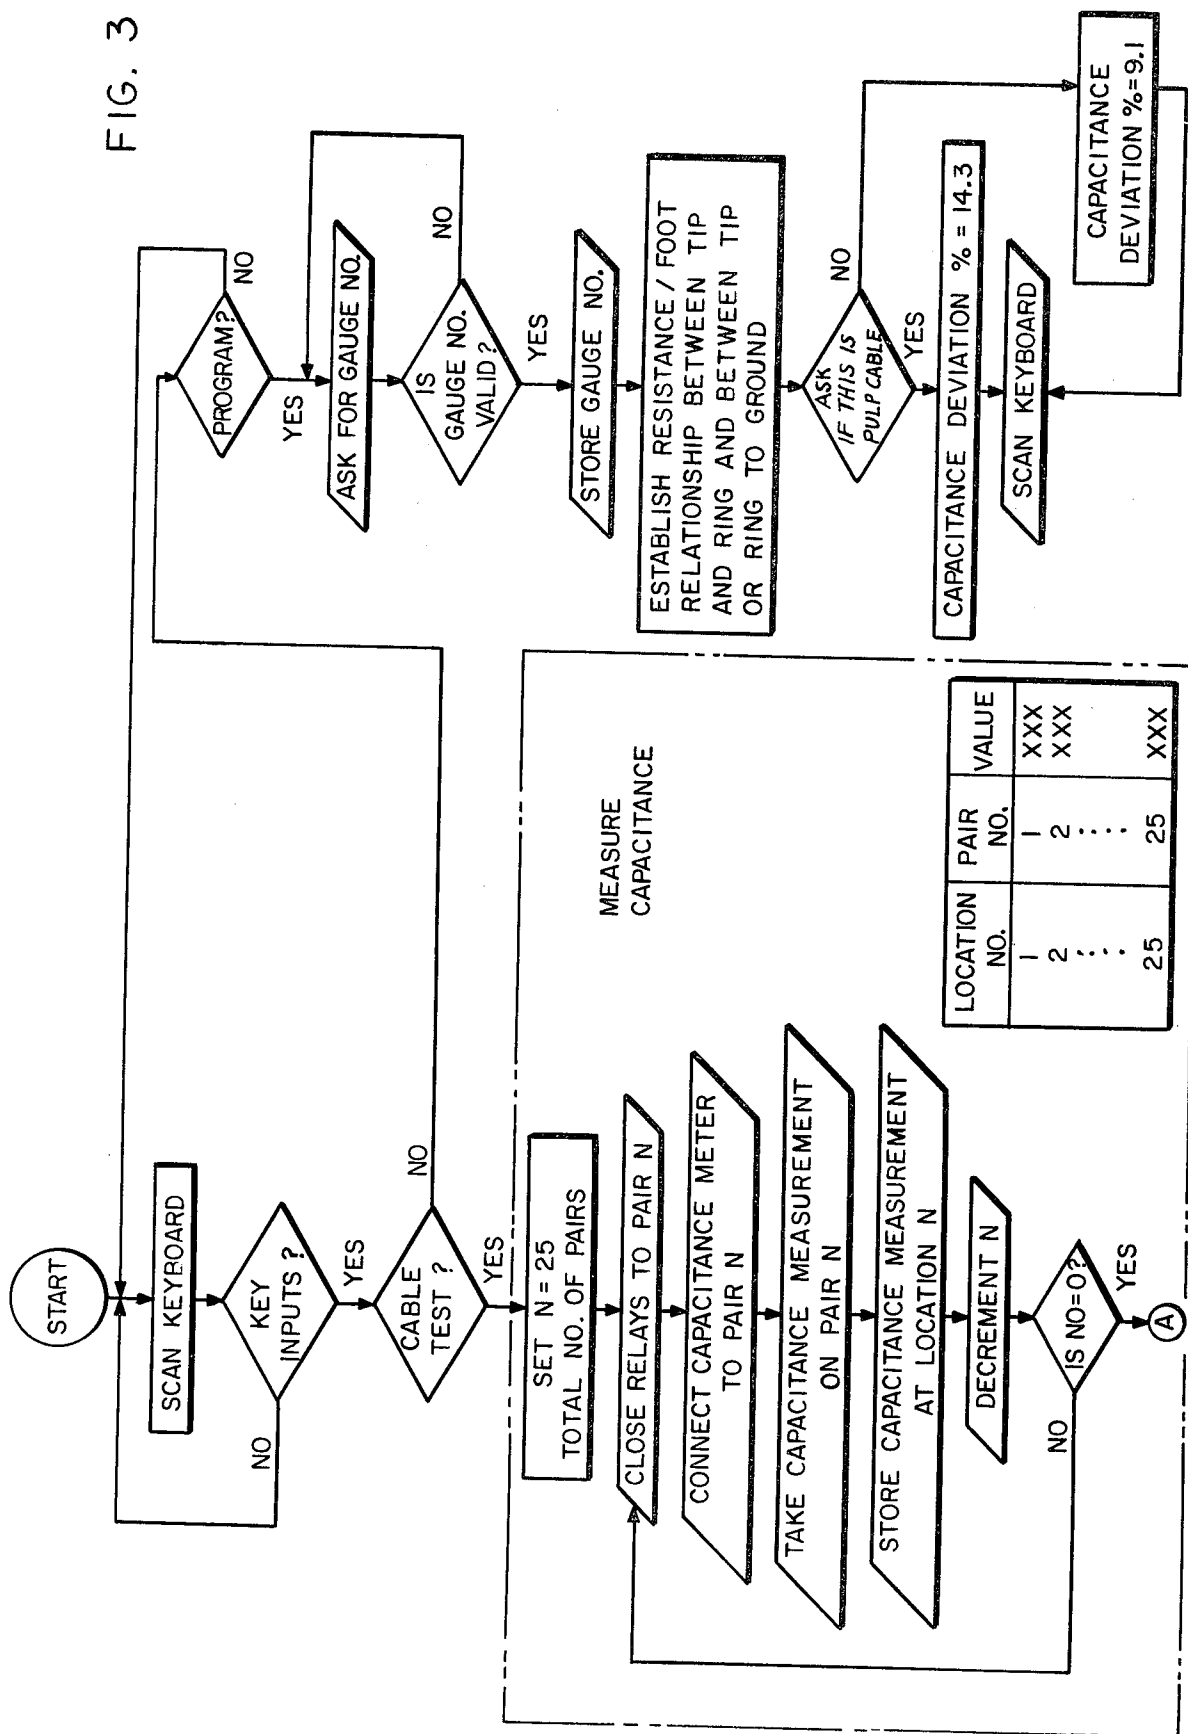 FIG. 3
START
SCAN KEYBOARD
KEY
INPUTS?
NO
YES
CABLE
TEST?
NO
YES
SET N=25
TOTAL NO. OF PAIRS
CLOSE RELAYS TO PAIR N
CONNECT CAPACITANCE METER
TO PAIR N
TAKE CAPACITANCE MEASUREMENT
ON PAIR N
STORE CAPACITANCE MEASUREMENT
AT LOCATION N
DECREMENT N
IS NO=0?
NO
YES
A
MEASURE
CAPACITANCE
LOCATION PAIR VALUE
NO. NO.
1 1 XXX
2 2 XXX
.... ....
25 25 XXX
PROGRAM?
NO
YES
ASK FOR GAUGE NO.
IS
GAUGE NO.
VALID?
NO
YES
STORE GAUGE NO.
ESTABLISH RESISTANCE / FOOT
RELATIONSHIP BETWEEN TIP
AND RING AND BETWEEN TIP
OR RING TO GROUND
ASK
IF THIS IS
PULP CABLE
NO
YES
CAPACITANCE DEVIATION % = 14.3
SCAN KEYBOARD
CAPACITANCE
DEVIATION %=9.1